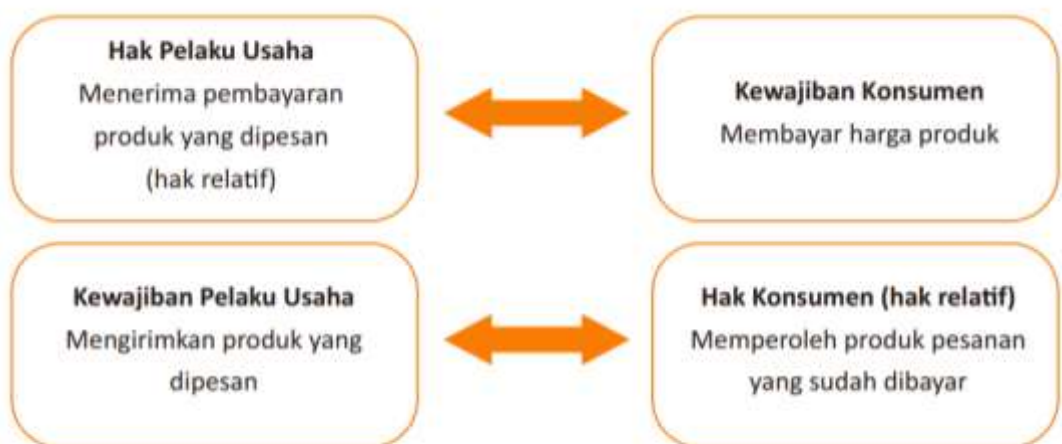 Hak Pelaku Usaha
Menerima pembayaran
produk yang dipesan
(hak relatif)
Kewajiban Konsumen
Membayar harga produk
Kewajiban Pelaku Usaha
Mengirimkan produk yang
dipesan
Hak Konsumen (hak relatif)
Memperoleh produk pesanan
yang sudah dibayar